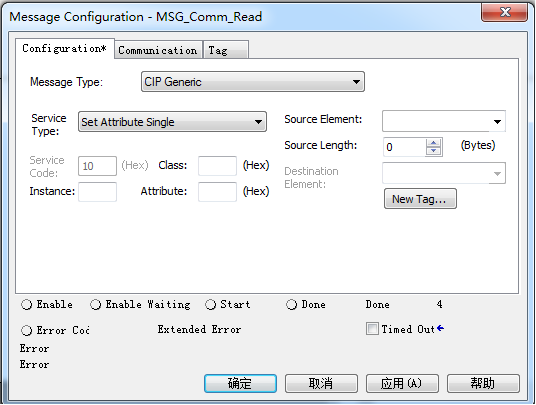 Message Configuration - MSG_Comm_Read
Configuration* Communication Tag
Message Type: CIP Generic
Service Type: Set Attribute Single
Source Element:
Source Length: 0 (Bytes)
Service Code: 10 (Hex) Class: (Hex)
Destination Element:
Instance: Attribute: (Hex)
New Tag...
Enable Enable Waiting Start Done Done 4
Error Cod Extended Error Timed Out←
Error
Error
确定 取消 应用(A) 帮助